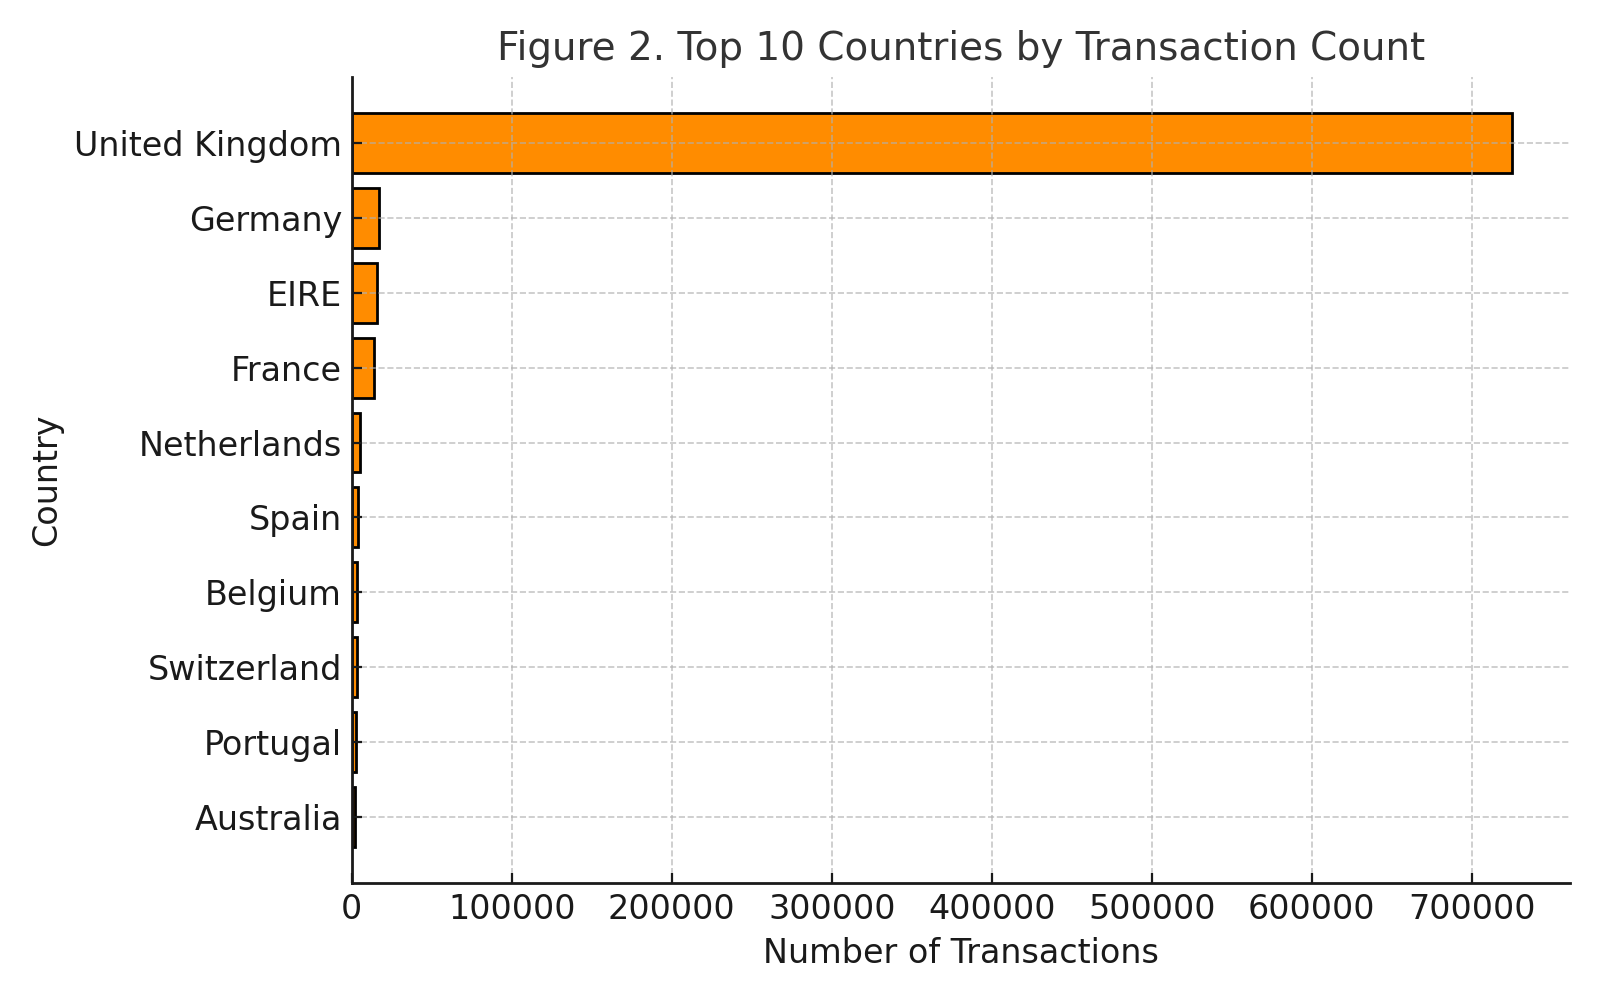 Figure 2. Top 10 Countries by Transaction Count
United Kingdom
Germany
EIRE
France
Netherlands
Spain
Belgium
Switzerland
Portugal
Australia
Country
0 100000 200000 300000 400000 500000 600000 700000
Number of Transactions